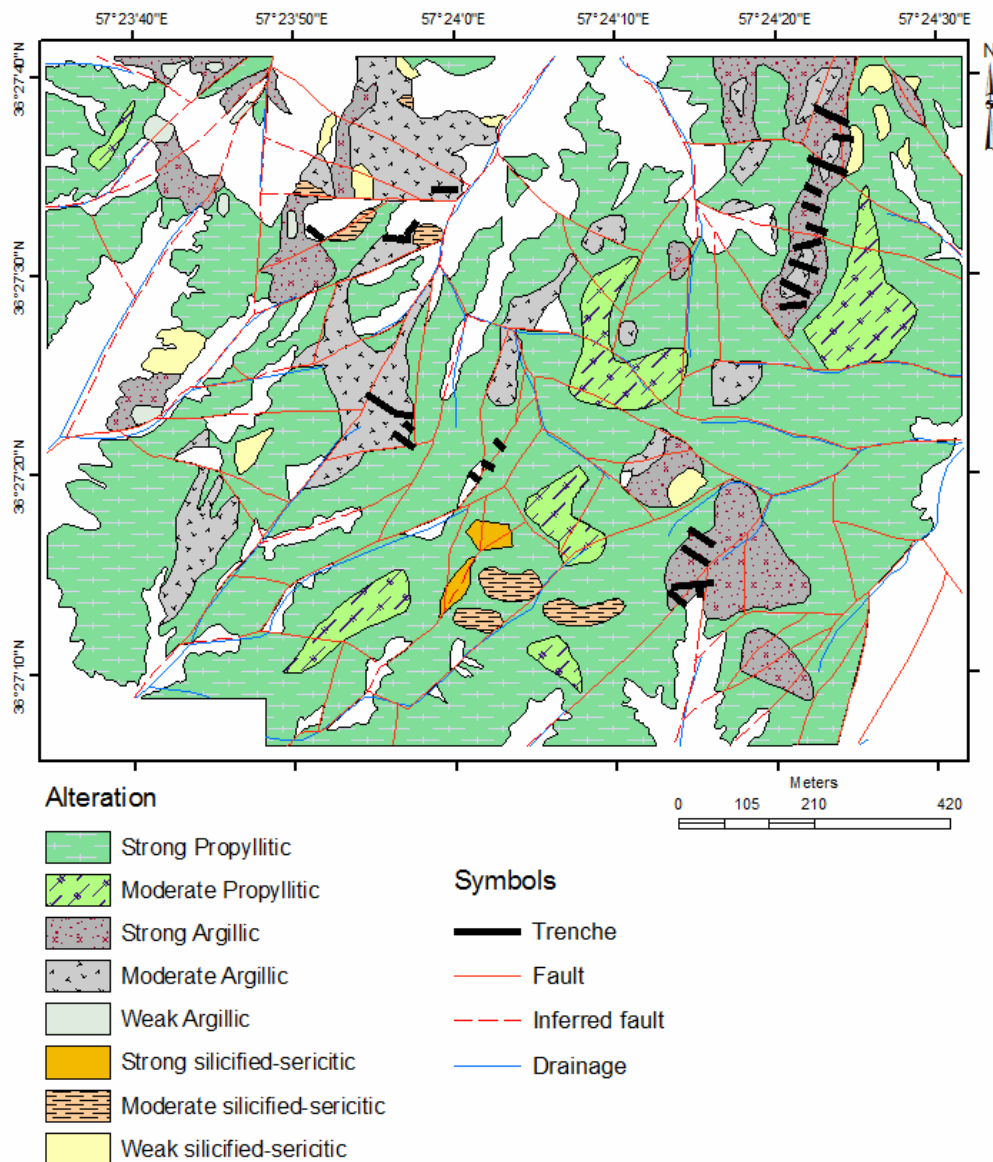 57°23'40"E 57°23'50"E 57°24'0"E 57°24'10"E 57°24'20"E 57°24'30"E
N
36°27'40"N
36°27'30"N
36°27'20"N
36°27'10"N
Meters
0 105 210 420
Alteration
Strong Propyllitic
Moderate Propyllitic
Strong Argillic
Moderate Argillic
Weak Argillic
Strong silicified-sericitic
Moderate silicified-sericitic
Weak silicified-sericitic
Symbols
Trenche
Fault
Inferred fault
Drainage